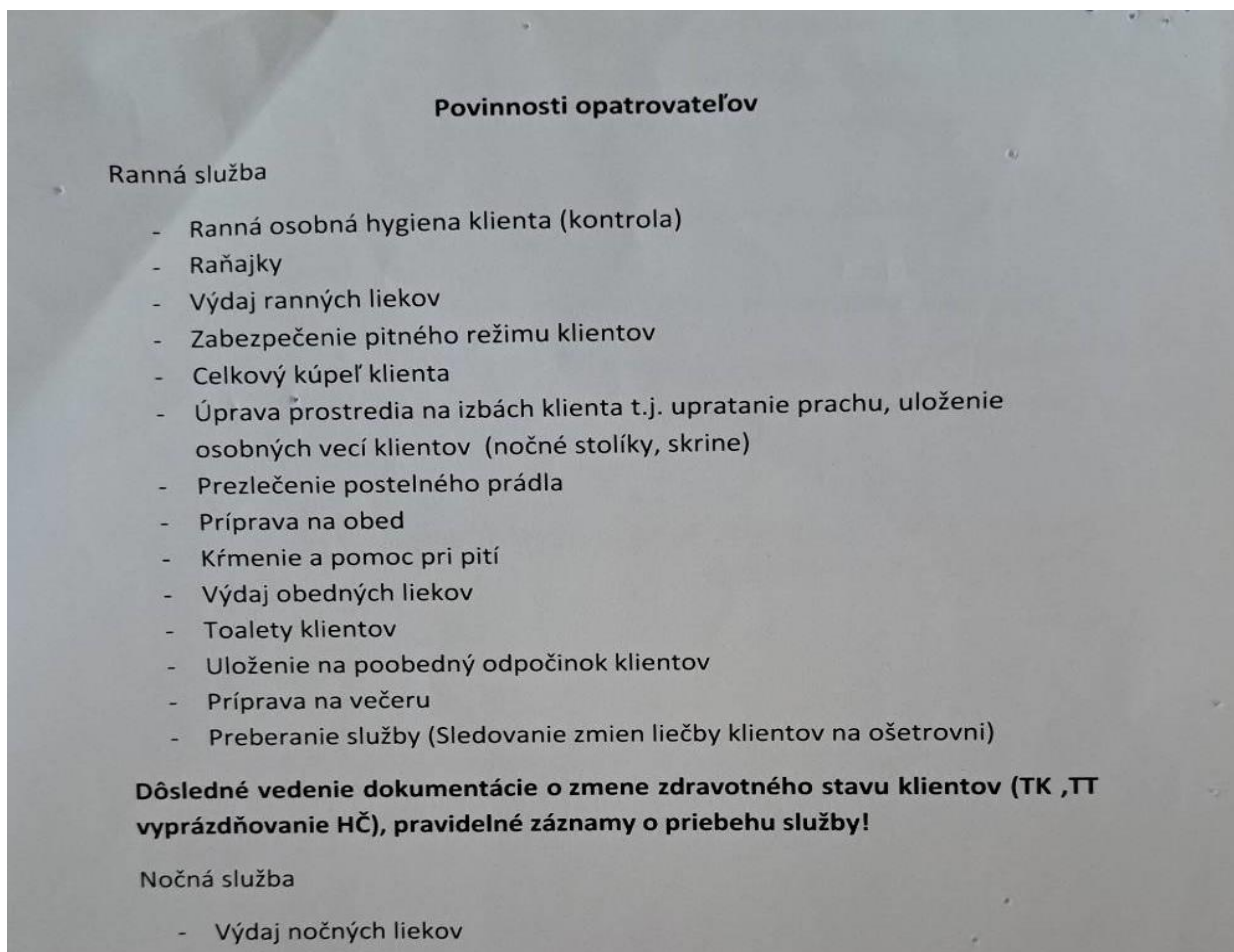 Povinnosti opatrovateľov
Ranná služba
- Ranná osobná hygiena klienta (kontrola)
- Raňajky
- Výdaj ranných liekov
- Zabezpečenie pitného režimu klientov
- Celkový kúpeľ klienta
- Úprava prostredia na izbách klienta t.j. upratanie prachu, uloženie
osobných vecí klientov (nočné stolíky, skrine)
- Prezlečenie postelného prádla
- Príprava na obed
- Kŕmenie a pomoc pri pití
- Výdaj obedných liekov
- Toalety klientov
- Uloženie na poobedný odpočinok klientov
- Príprava na večeru
- Preberanie služby (Sledovanie zmien liečby klientov na ošetrovni)
Dôsledné vedenie dokumentácie o zmene zdravotného stavu klientov (TK ,TT
vyprázdňovanie HČ), pravidelné záznamy o priebehu služby!
Nočná služba
- Výdaj nočných liekov